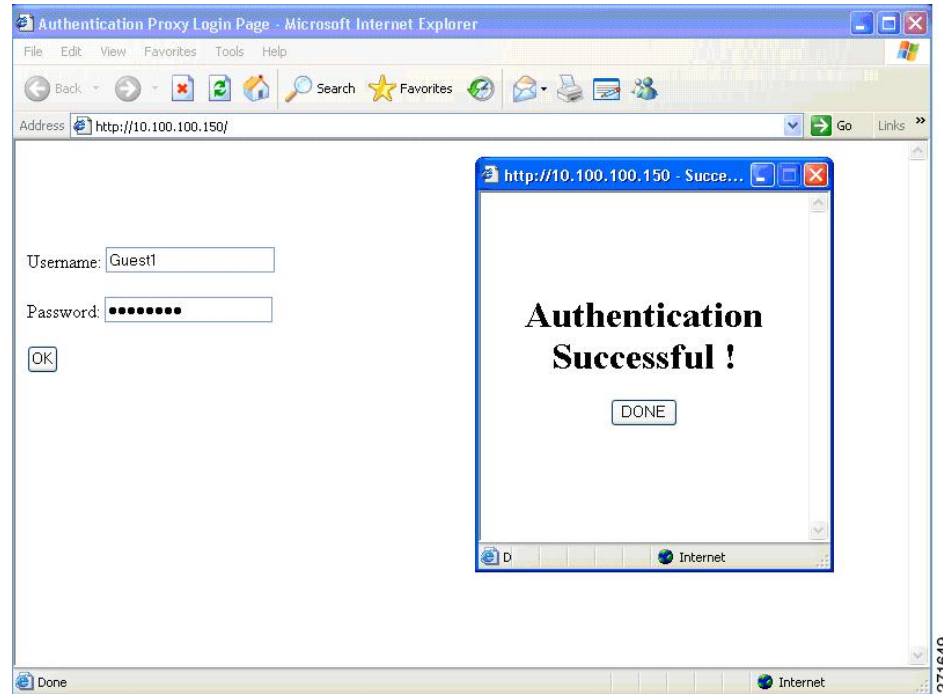 Authentication Proxy Login Page - Microsoft Internet Explorer
File Edit View Favorites Tools Help
Back Search Favorites
Address http://10.100.100.150/ Go Links »
http://10.100.100.150 - Succe...
Username: Guest1
Password: ••••••••
OK
Authentication
Successful !
DONE
D Internet
Done Internet
271649